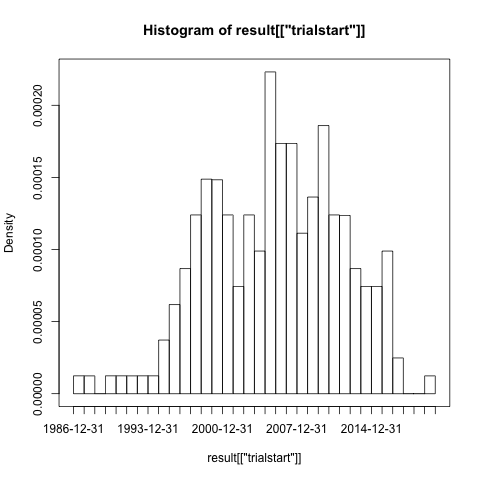 Histogram of result[["trialstart"]]
Density
0.00020
0.00015
0.00010
0.00005
0.00000
1986-12-31 1993-12-31 2000-12-31 2007-12-31 2014-12-31
result[["trialstart"]]